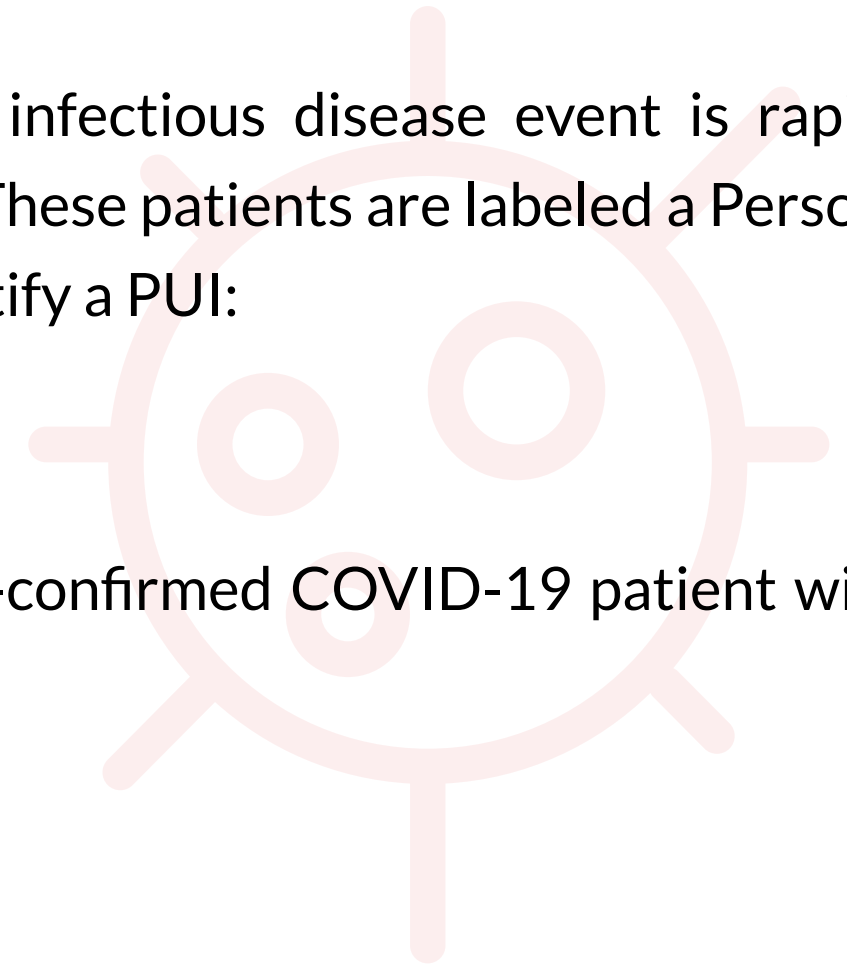 infectious disease event is rap
These patients are labeled a Perso
tify a PUI:
-confirmed COVID-19 patient wi